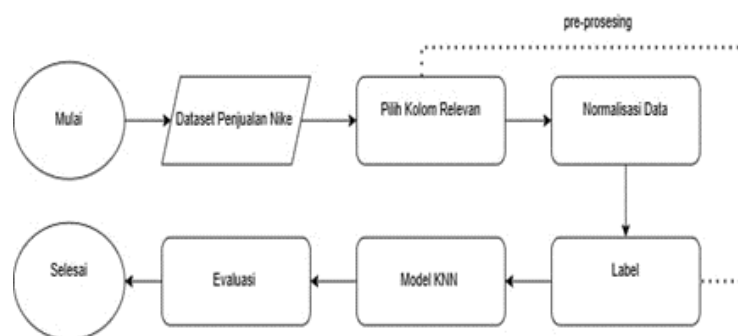 pre-prosesing
Mulai
Dataset Penjualan Nike
Pilih Kolom Relevan
Normalisasi Data
Label
Model KNN
Evaluasi
Selesai